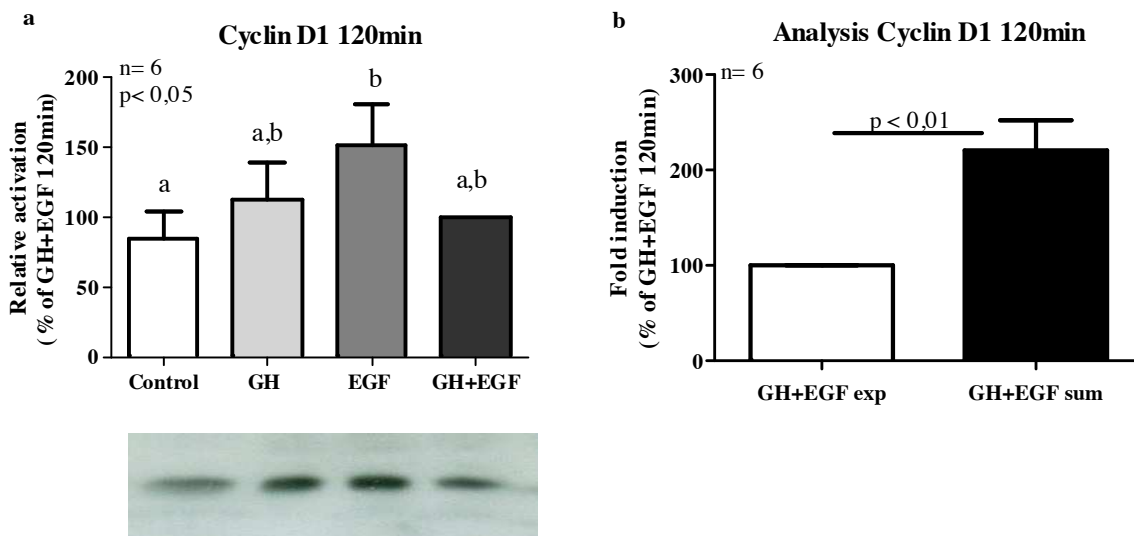 a
Cyclin D1 120min
n= 6
p< 0,05
Relative activation
(% of GH+EGF 120min)
200
150
100
50
0
a
a,b
b
a,b
Control GH EGF GH+EGF
b
Analysis Cyclin D1 120min
n= 6
p < 0,01
Fold induction
(% of GH+EGF 120min)
300
200
100
0
GH+EGF exp GH+EGF sum